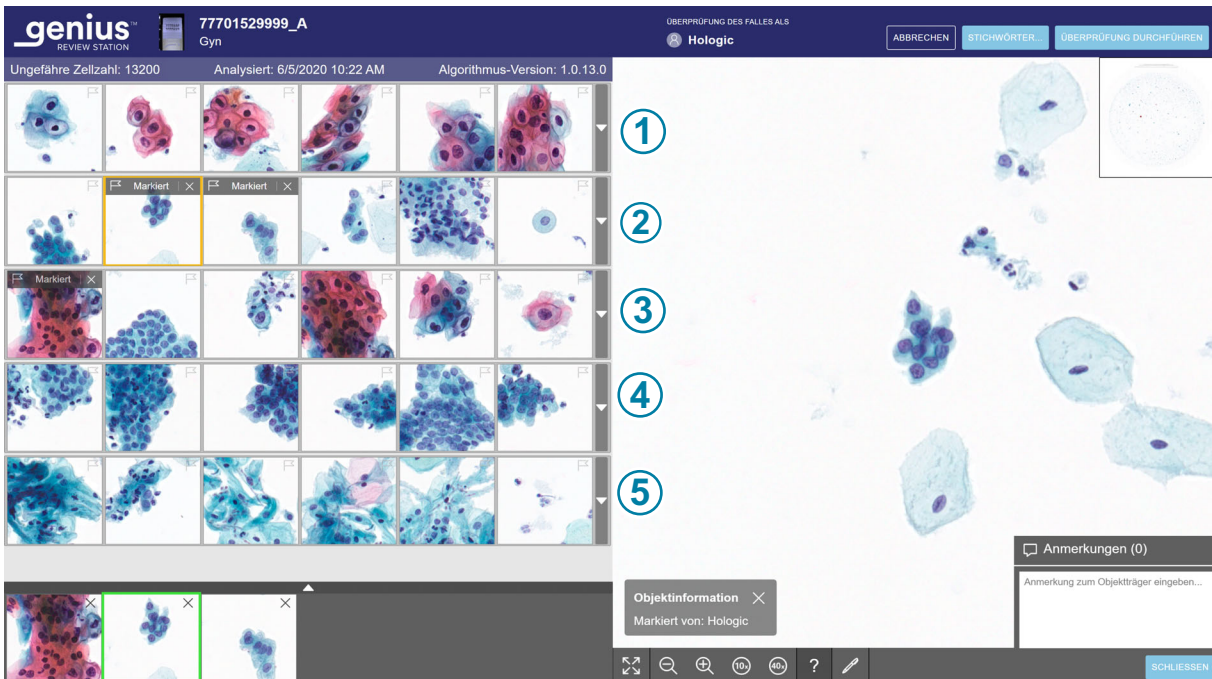 genius™
REVIEW STATION
77701529999_A
Gyn
ÜBERPRÜFUNG DES FALLES ALS
Hologic
ABBRECHEN
STICHWÖRTER...
ÜBERPRÜFUNG DURCHFÜHREN
Ungefähre Zellzahl: 13200
Analysiert: 6/5/2020 10:22 AM
Algorithmus-Version: 1.0.13.0
1
Markiert
Markiert
2
Markiert
3
4
5
Anmerkungen (0)
Anmerkung zum Objektträger eingeben...
Objektinformation
Markiert von: Hologic
10x
40x
?
SCHLIESSEN